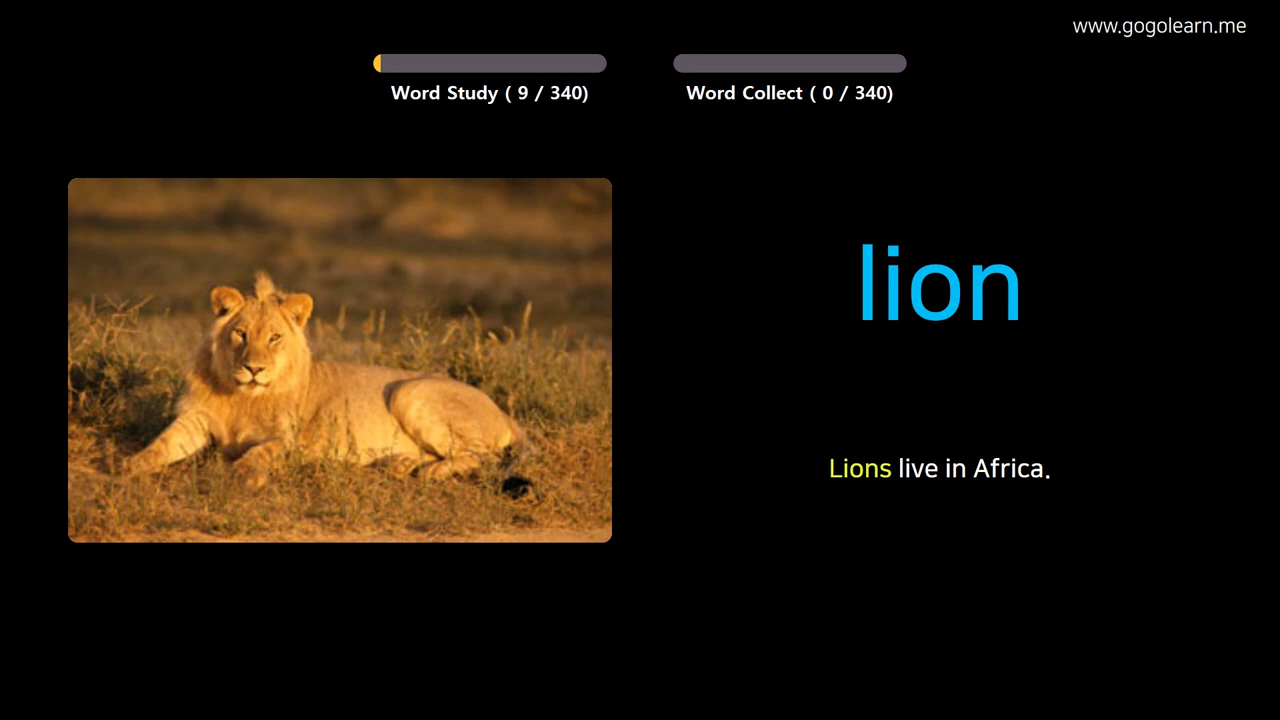 www.gogolearn.me
Word Study ( 9 / 340)
Word Collect ( 0 / 340)
lion
Lions live in Africa.